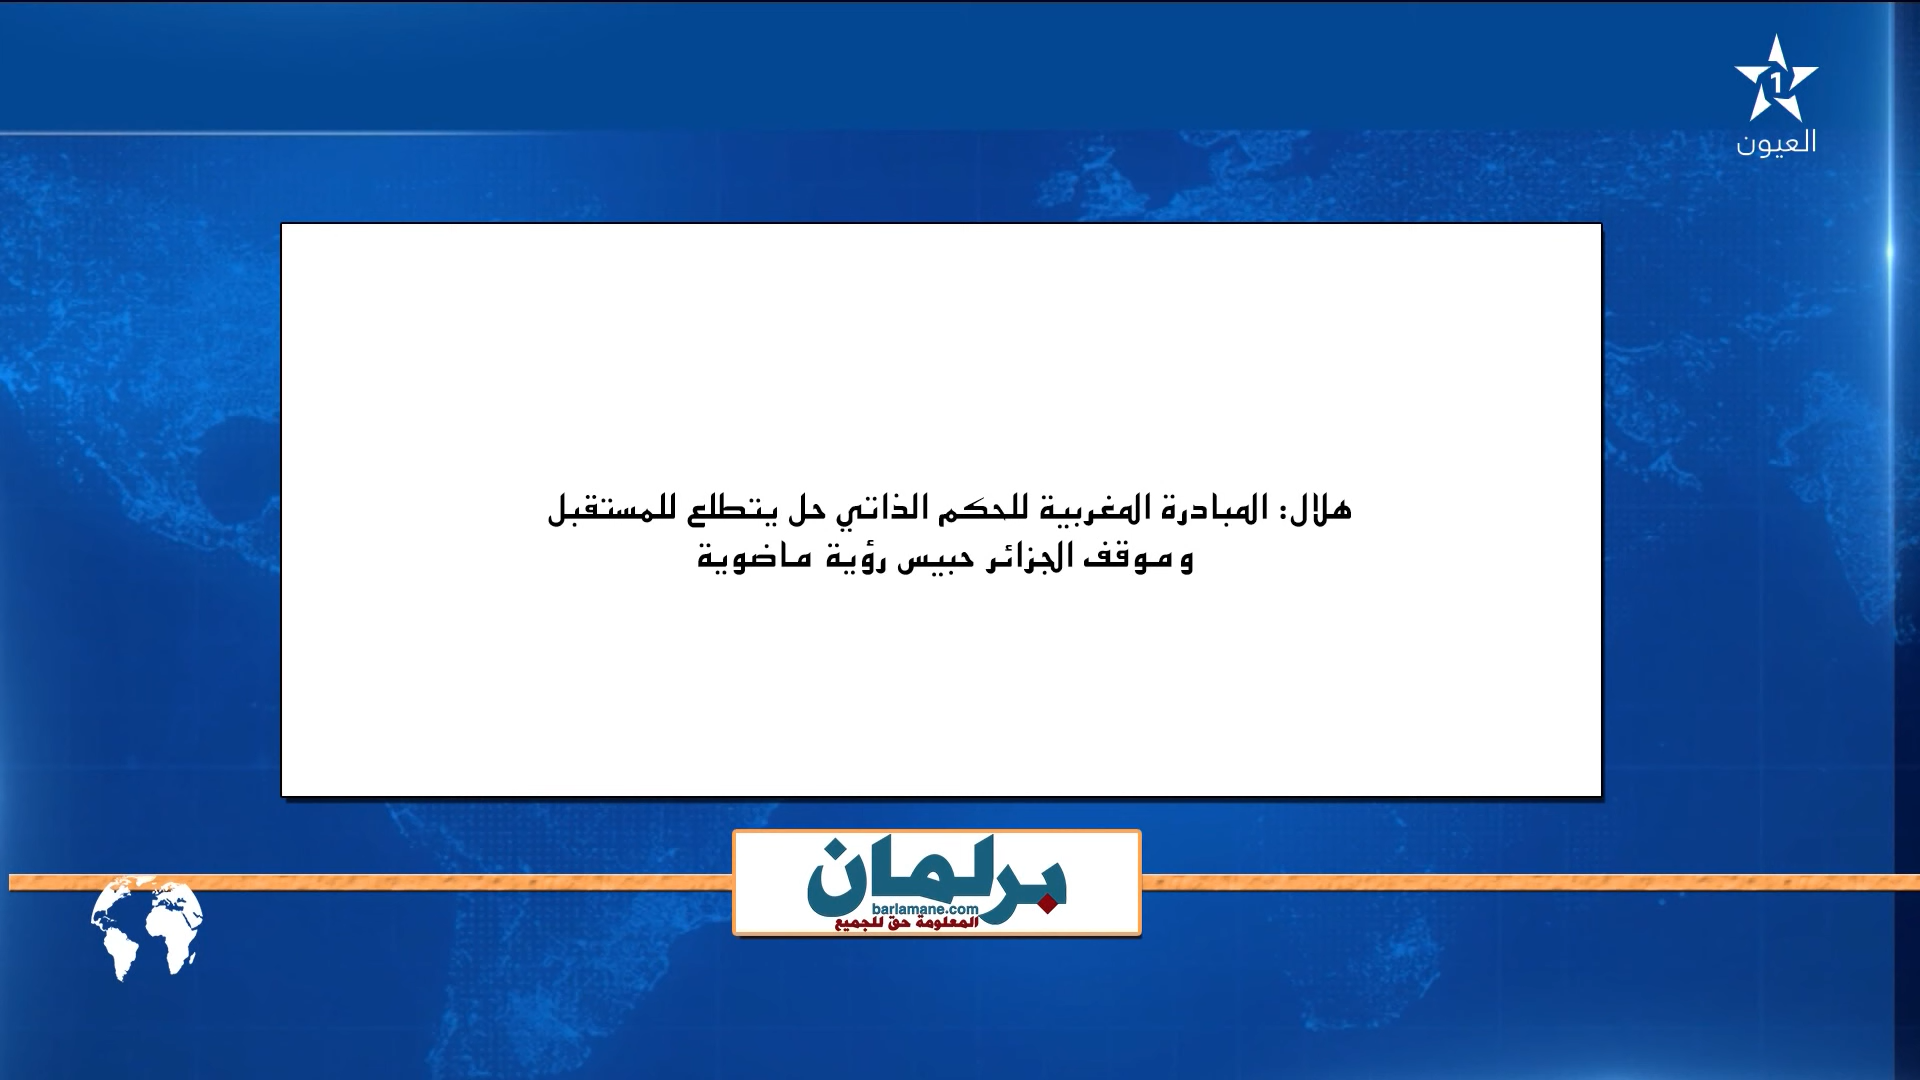 1
العيون
هلال: المبادرة المغربية للحكم الذاتي حل يتطلع للمستقبل
وموقف الجزائر حبيس رؤية ماضوية
برلمان
barlamane.com
المعلومة حق للجميع